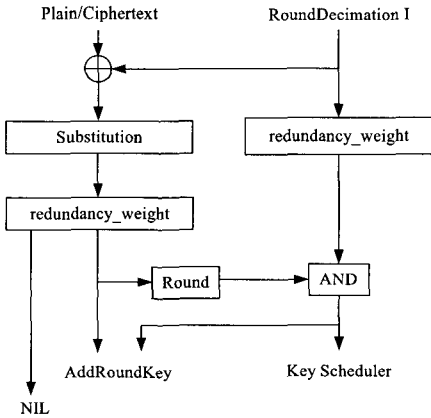 Plain/Ciphertext
RoundDecimation I
Substitution
redundancy_weight
redundancy_weight
Round
AND
AddRoundKey
Key Scheduler
NIL